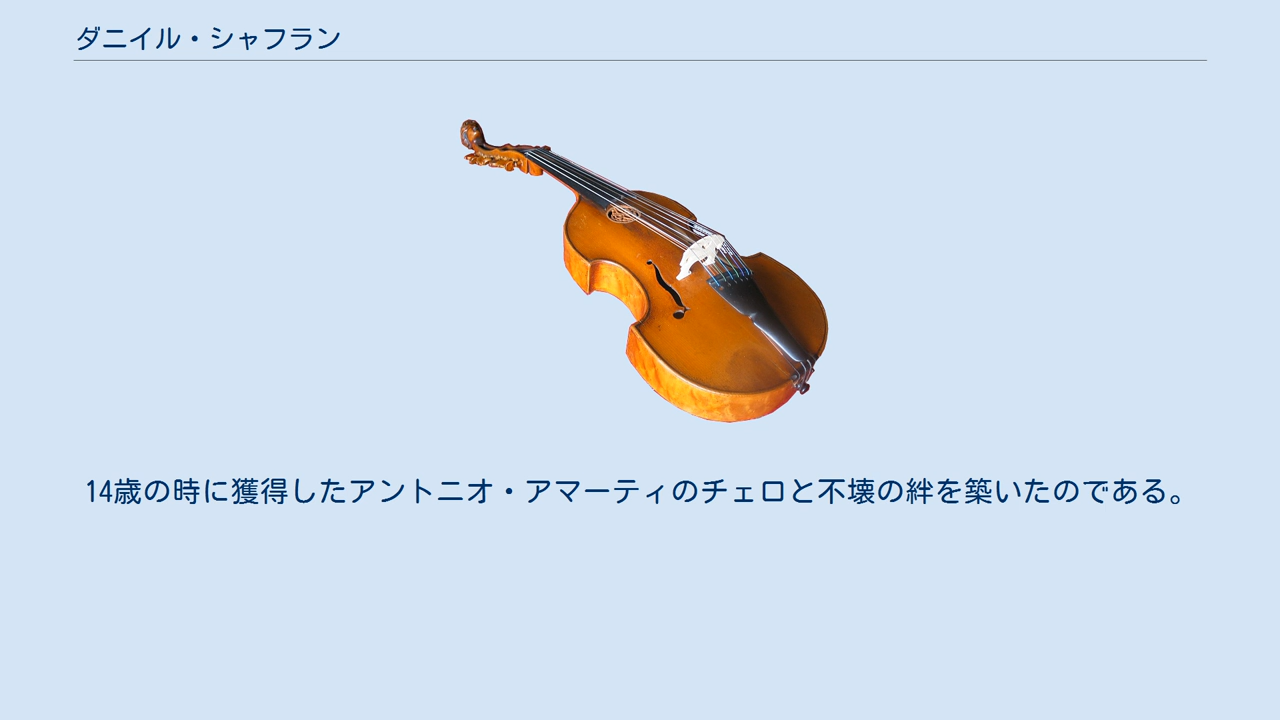 ダニイル・シャフラン
14歳の時に獲得したアントニオ・アマーティのチェロと不壊の絆を築いたのである。